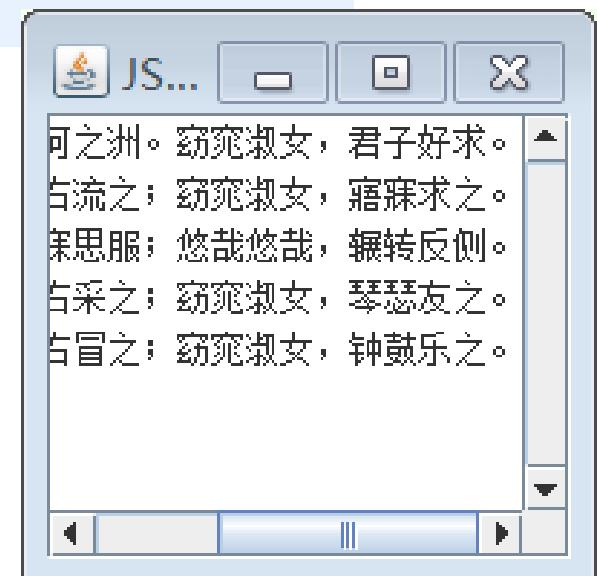 JS...
之洲。窈窕淑女，君子好求。
流之；窈窕淑女，寤寐求之。
思服；悠哉悠哉，辗转反侧。
采之；窈窕淑女，琴瑟友之。
冒之；窈窕淑女，钟鼓乐之。